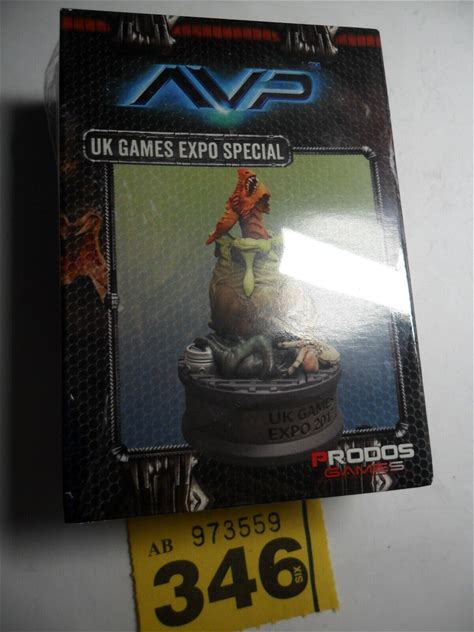 AVP
UK GAMES EXPO SPECIAL
UK GAMES
EXPO
PRODOS
GAMES
AB 973559
346
SIX